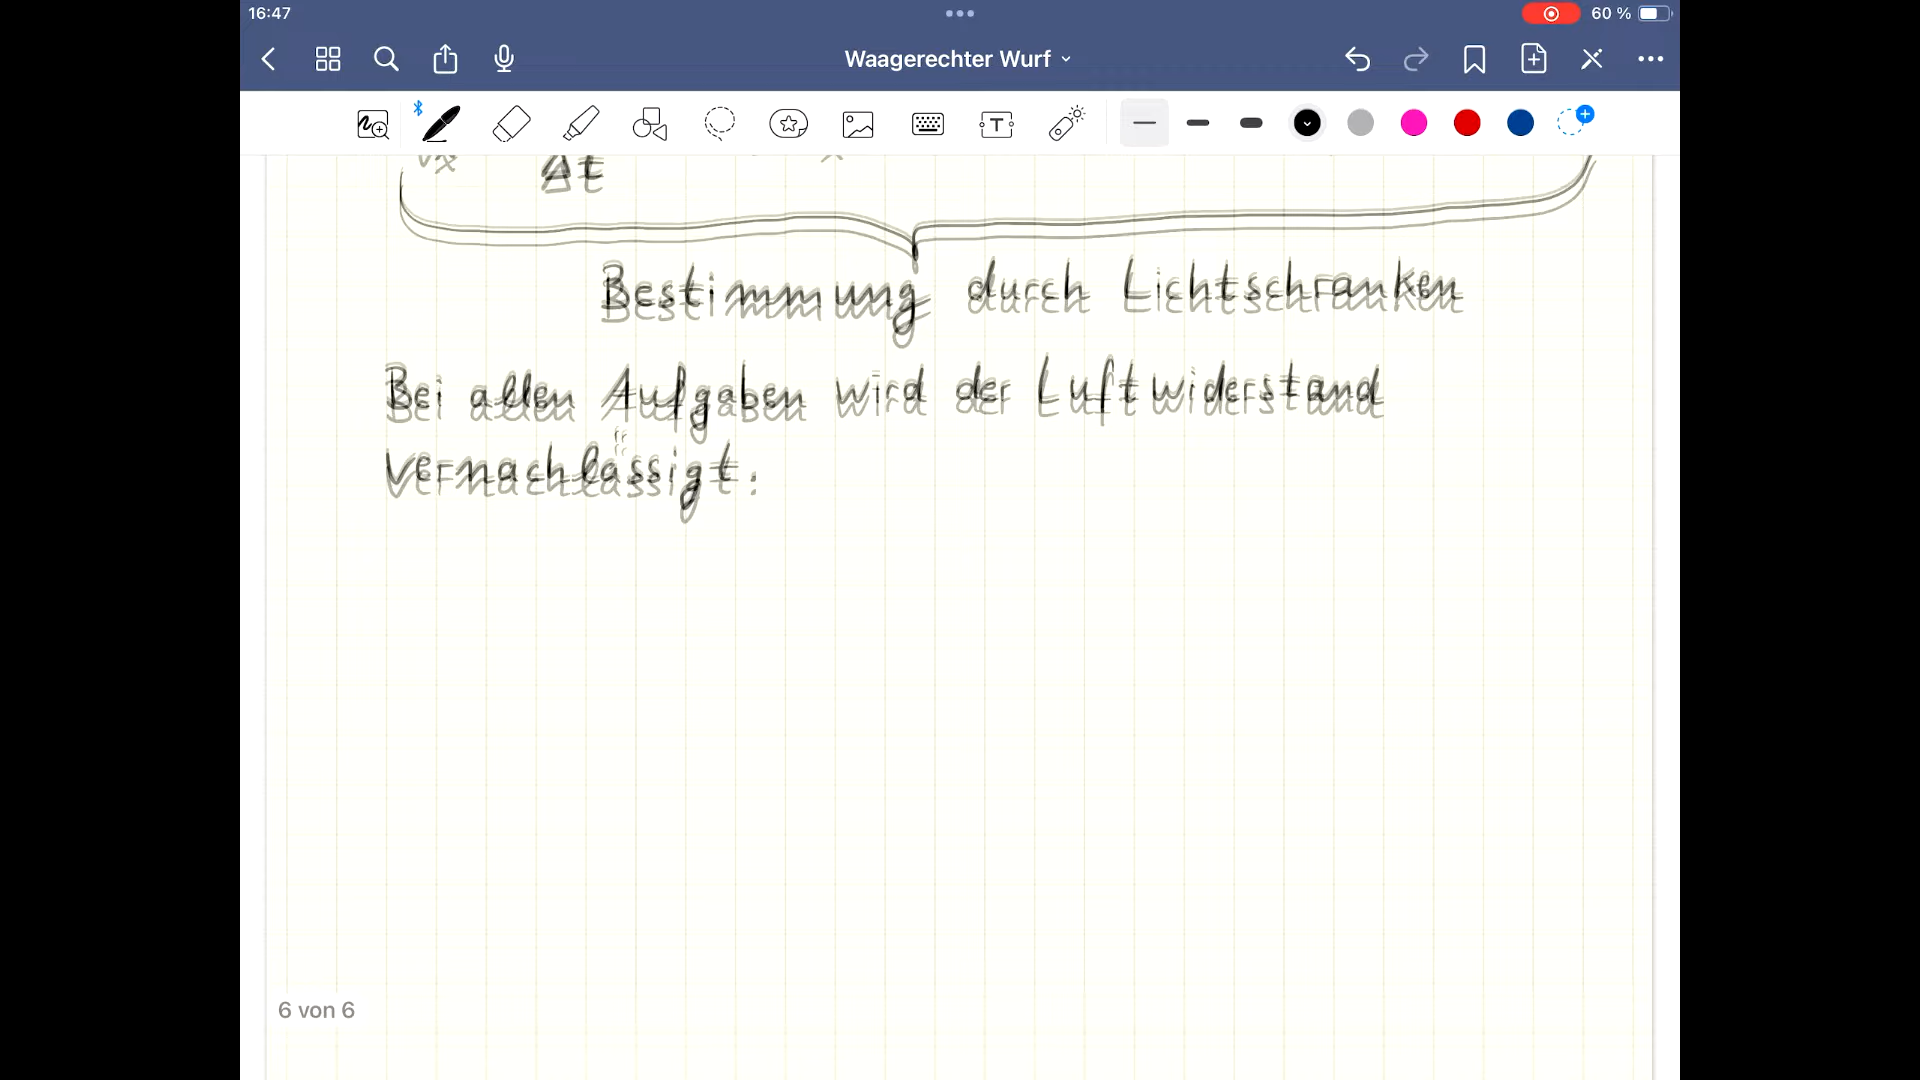 16:47
60 %
Waagerechter Wurf
T
Δt
Bestimmung durch Lichtschranken
Bei allen Aufgaben wird der Luftwiderstand
vernachlässigt.
6 von 6